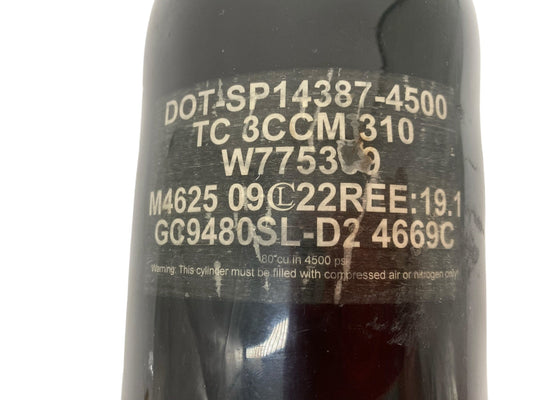 DOT-SP14387-4500
TC 3CCM 310
M4625 09 22REE:19.1
GC9480SL-D2 4669C
80 cu in 4500 psi
Warning: This cylinder must be filled with compressed air or nitrogen only